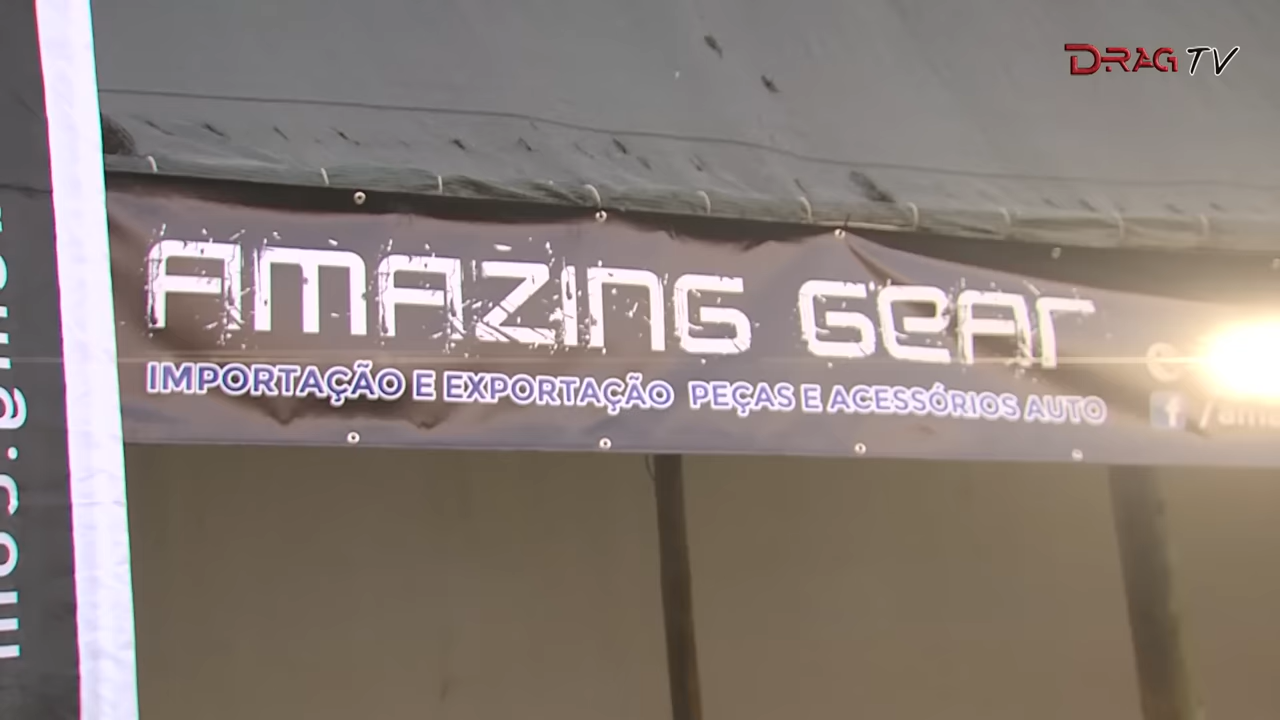 DRAG TV
AMAZING GEAR
IMPORTAÇÃO E EXPORTAÇÃO PEÇAS E ACESSÓRIOS AUTO